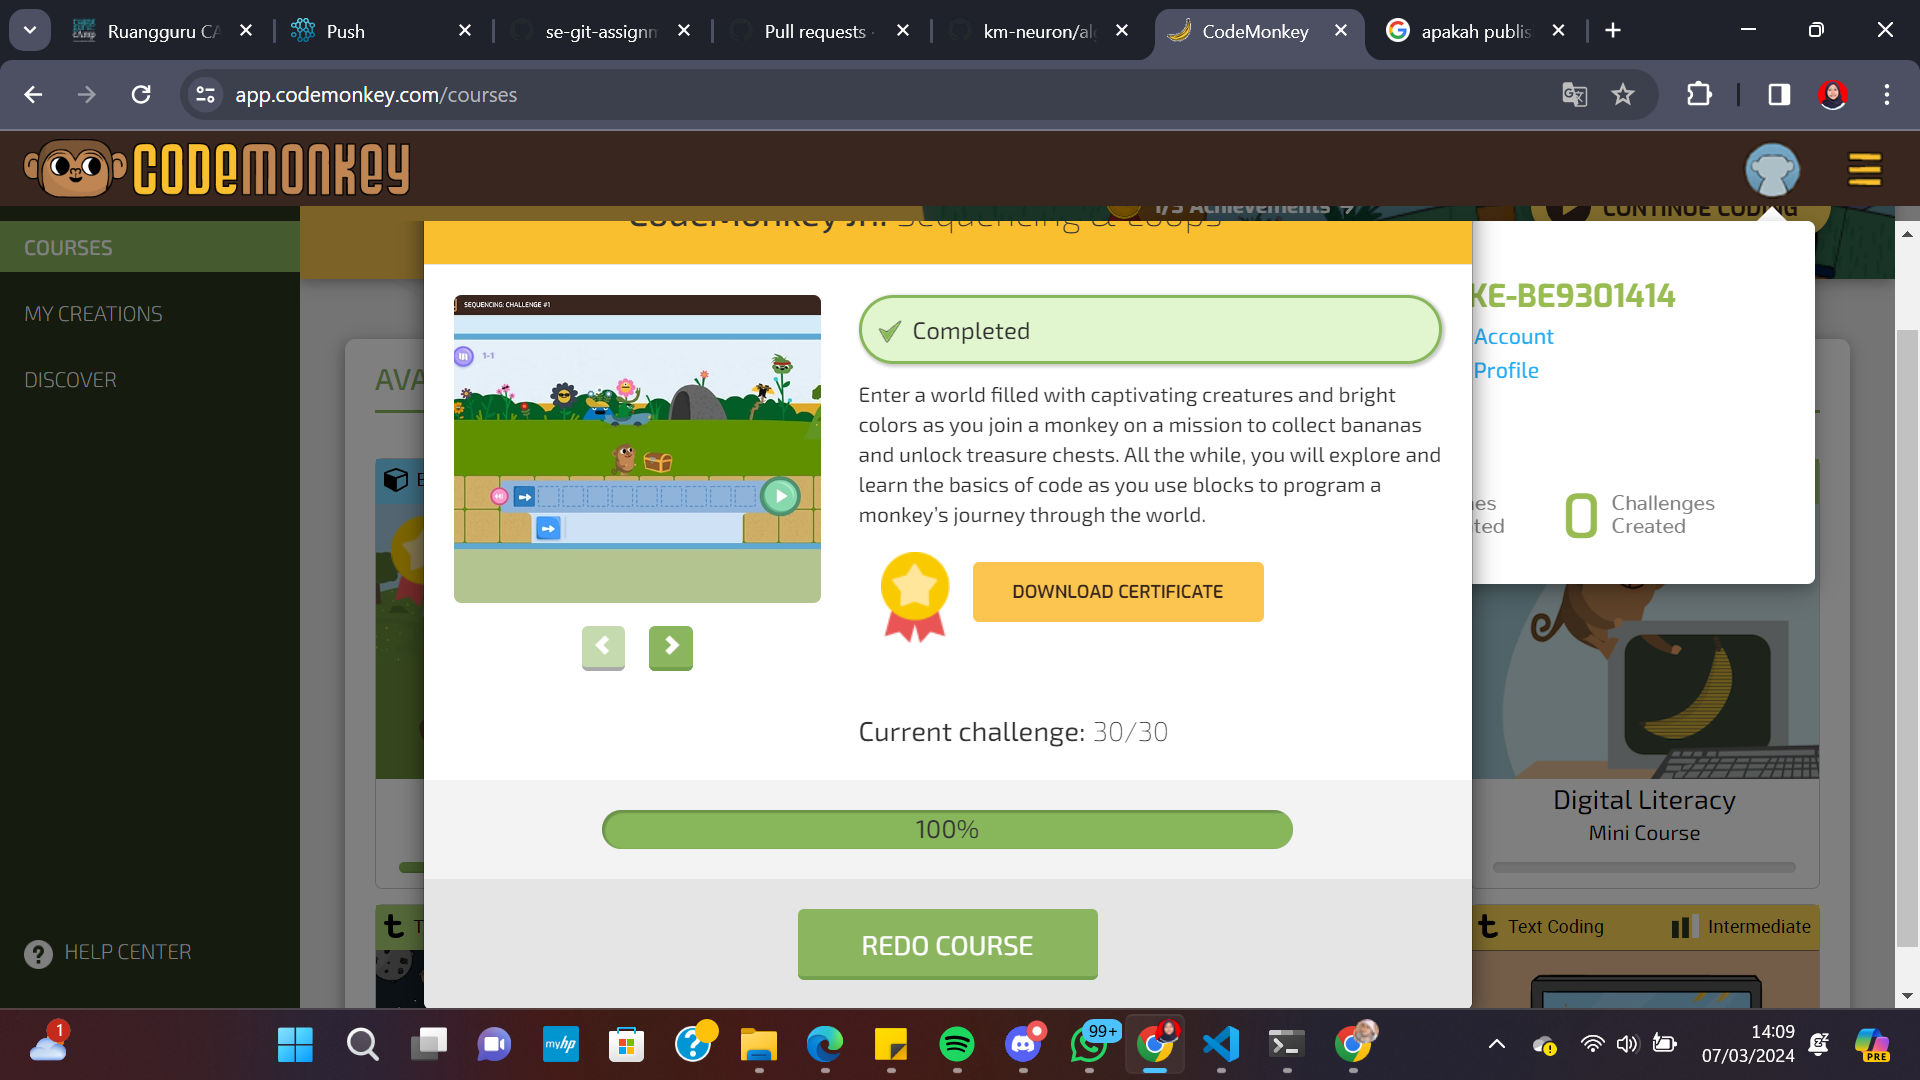 Ruangguru CA
Push
se-git-assignm
Pull requests ·
km-neuron/alg
CodeMonkey
apakah publis
app.codemonkey.com/courses
CODEMONKEY
1/3 Achievements
CONTINUE CODING
CodeMonkey Jr.: Sequencing & Loops
COURSES
MY CREATIONS
DISCOVER
HELP CENTER
AVA
SEQUENCING: CHALLENGE #1
1-1
Completed
Enter a world filled with captivating creatures and bright
colors as you join a monkey on a mission to collect bananas
and unlock treasure chests. All the while, you will explore and
learn the basics of code as you use blocks to program a
monkey's journey through the world.
DOWNLOAD CERTIFICATE
Current challenge: 30/30
100%
REDO COURSE
KE-BE9301414
Account
Profile
ted
0 Challenges
Created
Digital Literacy
Mini Course
Text Coding
Intermediate
1
myhp
99+
14:09
07/03/2024
PRE